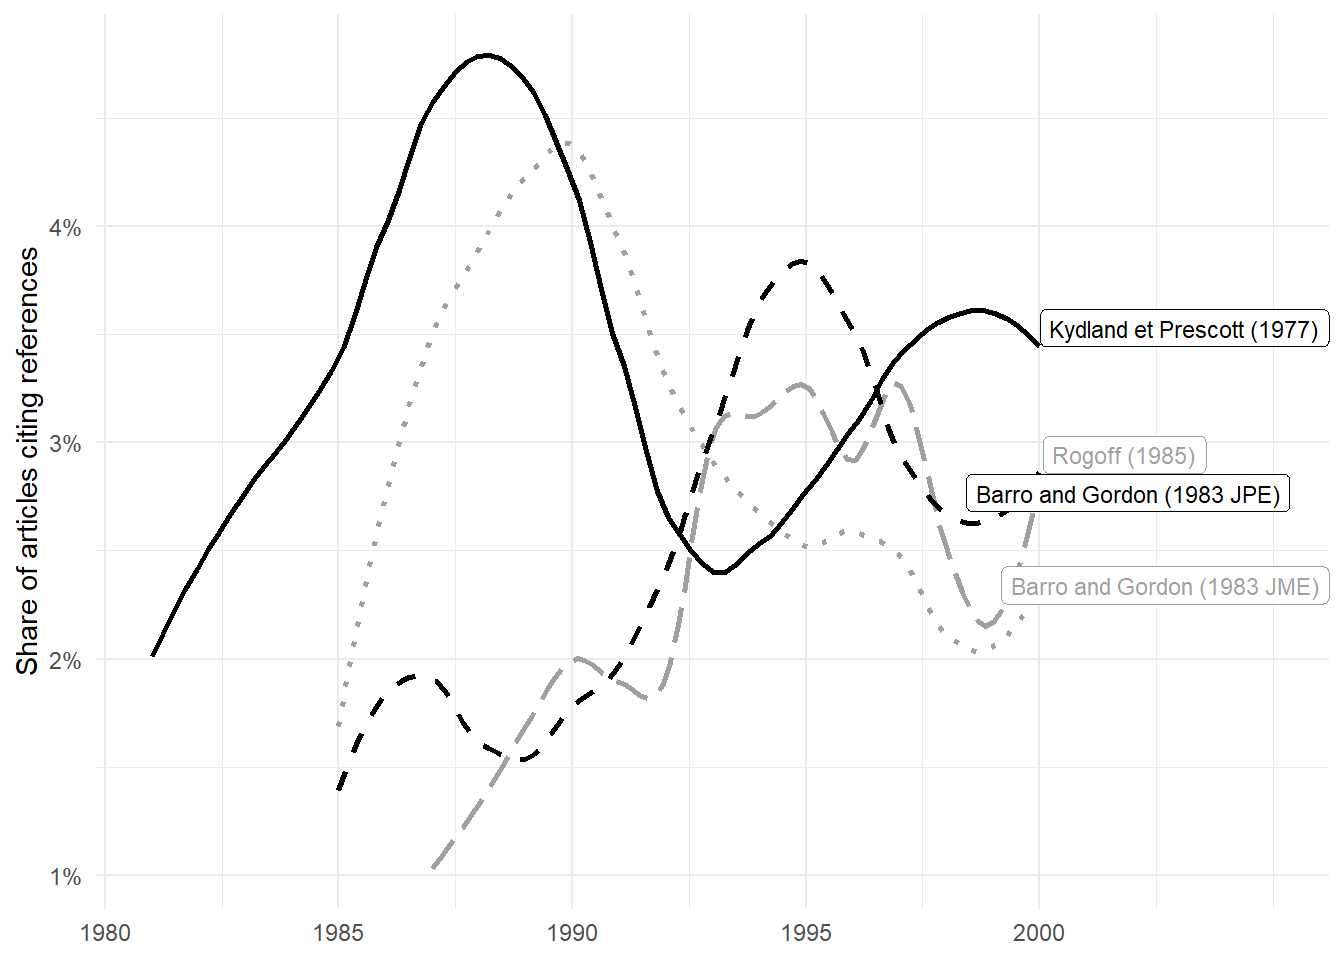 Share of articles citing references
4%
3%
2%
1%
Kydland et Prescott (1977)
Rogoff (1985)
Barro and Gordon (1983 JPE)
Barro and Gordon (1983 JME)
1980
1985
1990
1995
2000